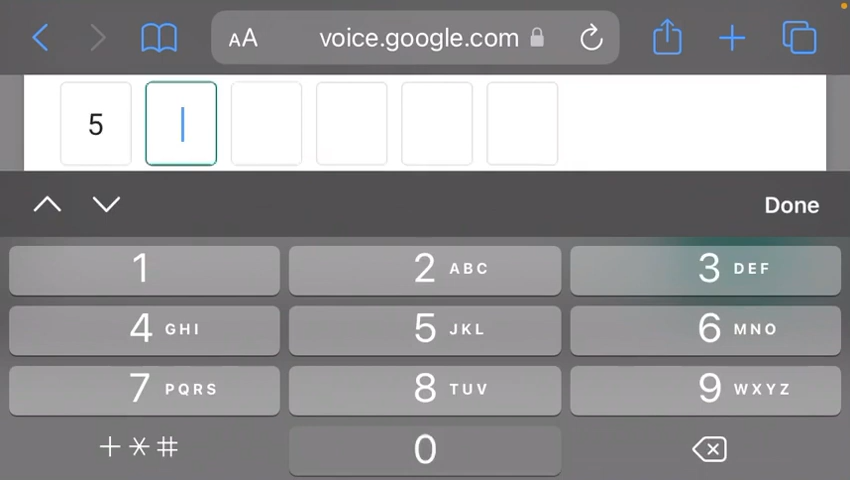 AA voice.google.com
5
Done
1 2 ABC 3 DEF
4 GHI 5 JKL 6 MNO
7 PQRS 8 TUV 9 WXYZ
+*# 0